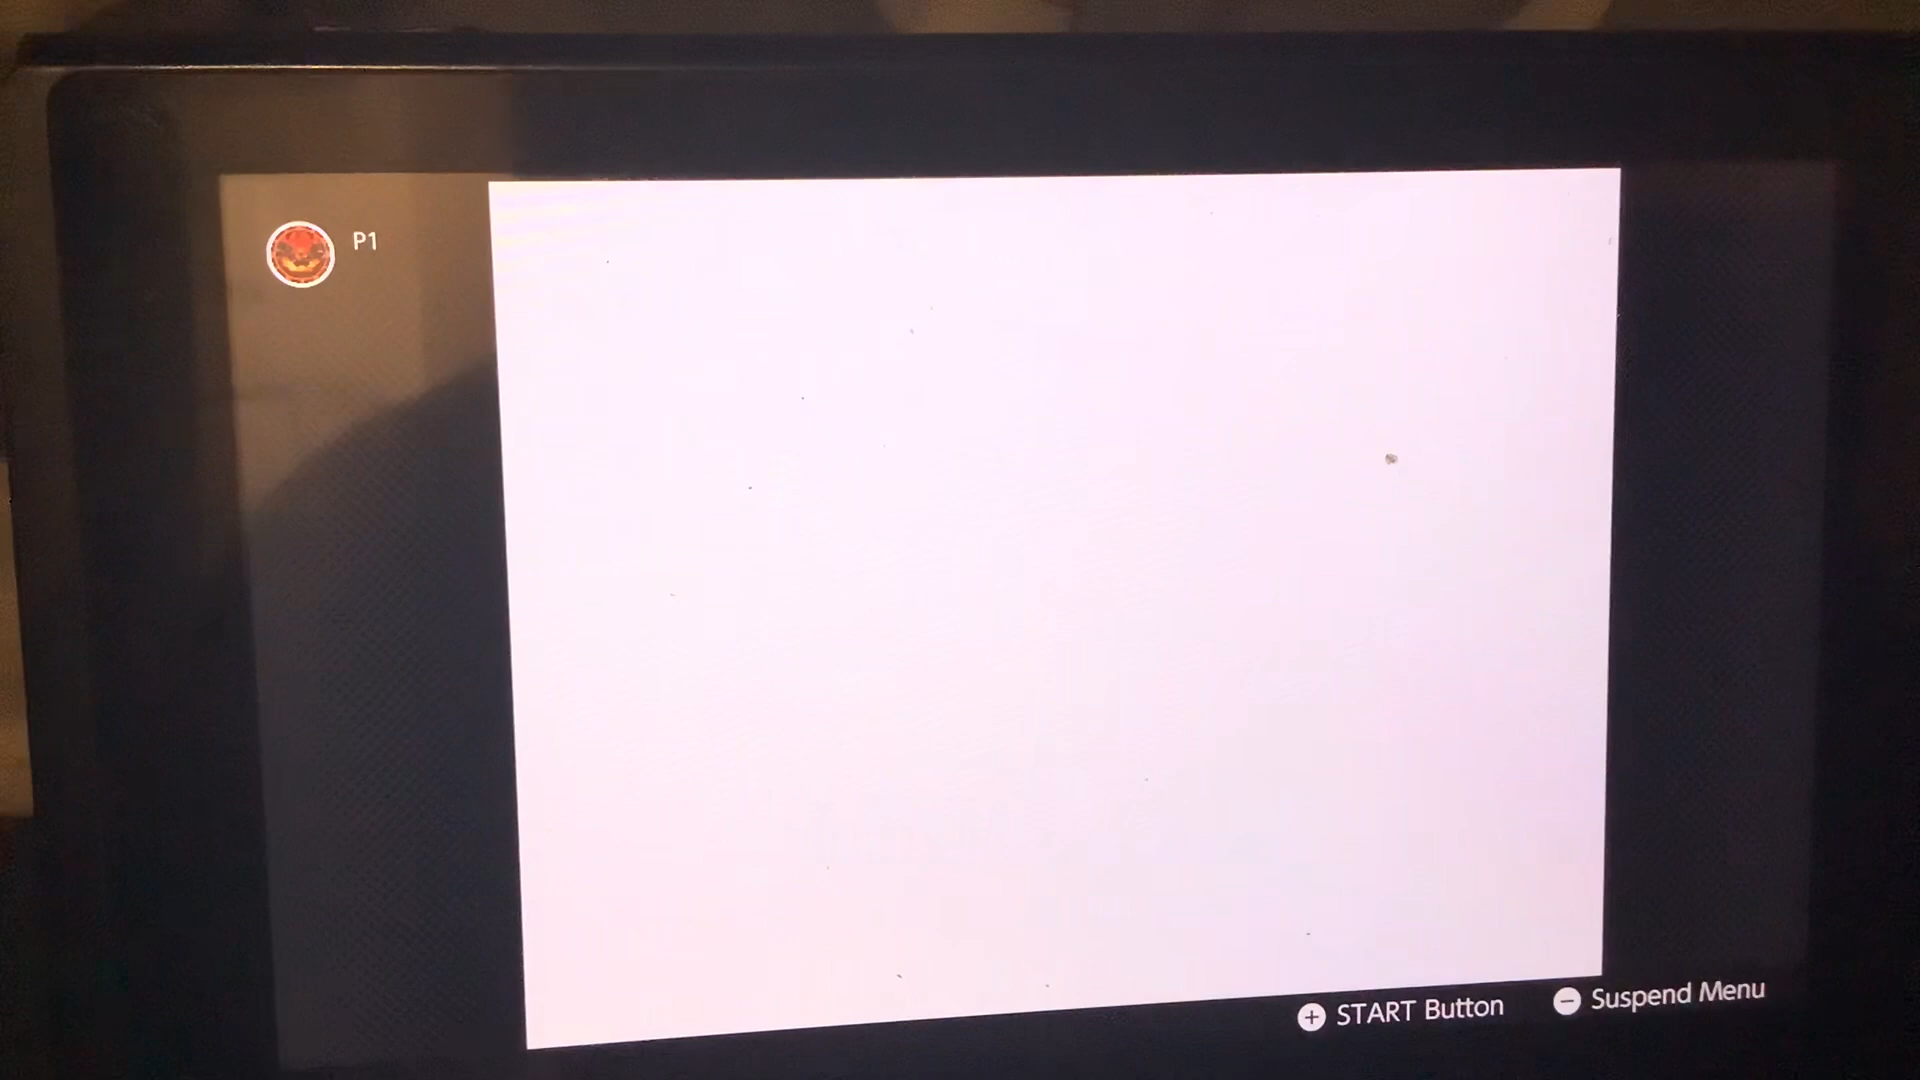 P1
+ START Button
− Suspend Menu